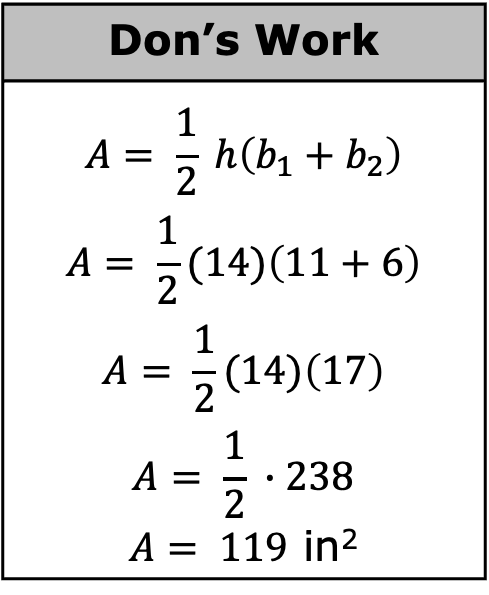 Don's Work
A = 1/2 h(b₁ + b₂)
A = 1/2 (14)(11 + 6)
A = 1/2 (14)(17)
A = 1/2 · 238
A = 119 in²